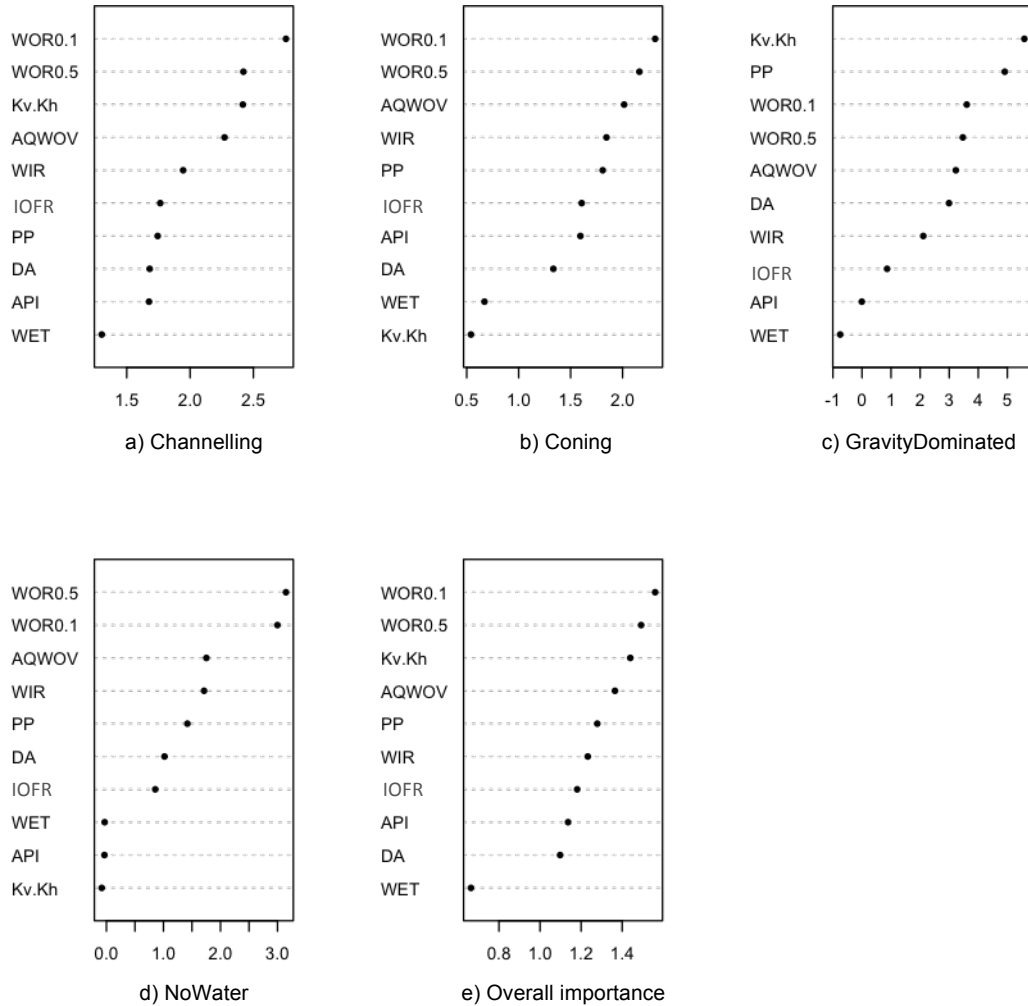 WOR0.1
WOR0.5
Kv.Kh
AQWOV
WIR
IOFR
PP
DA
API
WET
1.5 2.0 2.5
a) Channelling
WOR0.1
WOR0.5
AQWOV
WIR
PP
IOFR
API
DA
WET
Kv.Kh
0.5 1.0 1.5 2.0
b) Coning
Kv.Kh
PP
WOR0.1
WOR0.5
AQWOV
DA
WIR
IOFR
API
WET
-1 0 1 2 3 4 5
c) GravityDominated
WOR0.5
WOR0.1
AQWOV
WIR
PP
DA
IOFR
WET
API
Kv.Kh
0.0 1.0 2.0 3.0
d) NoWater
WOR0.1
WOR0.5
Kv.Kh
AQWOV
PP
WIR
IOFR
API
DA
WET
0.8 1.0 1.2 1.4
e) Overall importance